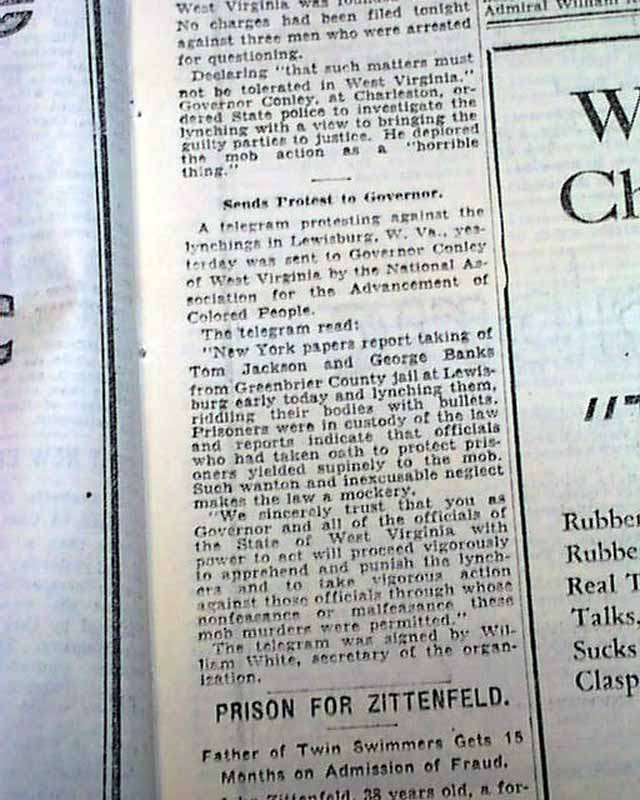 West Virginia was
No charges had been filed tonight
against three men who were arrested
for questioning.
Declaring "that such matters must
not be tolerated in West Virginia."
Governor Conley, at Charleston, or-
dered State police to investigate the
lynching with a view to bringing the
guilty parties to justice. He deplored
the mob action as a "horrible
thing."
Sends Protest to Governor.
A telegram protesting against the
lynchings in Lewisburg, W. Va., yes-
terday was sent to Governor Conley
of West Virginia by the National As-
sociation for the Advancement of
Colored People.
The telegram read:
"New York papers report taking of
Tom Jackson and George Banks
from Greenbrier County jail at Lewis-
burg early today and lynching them,
riddling their bodies with bullets.
Prisoners were in custody of the law
and reports indicate that officials
who had taken oath to protect pris-
oners yielded supinely to the mob.
Such wanton and inexcusable neglect
makes the law a mockery.
"We sincerely trust that you as
Governor and all of the officials of
the State of West Virginia with
power to act will proceed vigorously
to apprehend and punish the lynch-
ers and to take vigorous action
against those officials through whose
nonfeasance or malfeasance these
mob murders were permitted."
The telegram was signed by Wil-
liam White, secretary of the organ-
ization.
PRISON FOR ZITTENFELD.
Father of Twin Swimmers Gets 15
Months on Admission of Fraud.
Zittenfeld, 38 years old, a for-
Admiral William
W
Ch
"T
Rubber
Rubbe
Real T
Talks,
Sucks
Clasp